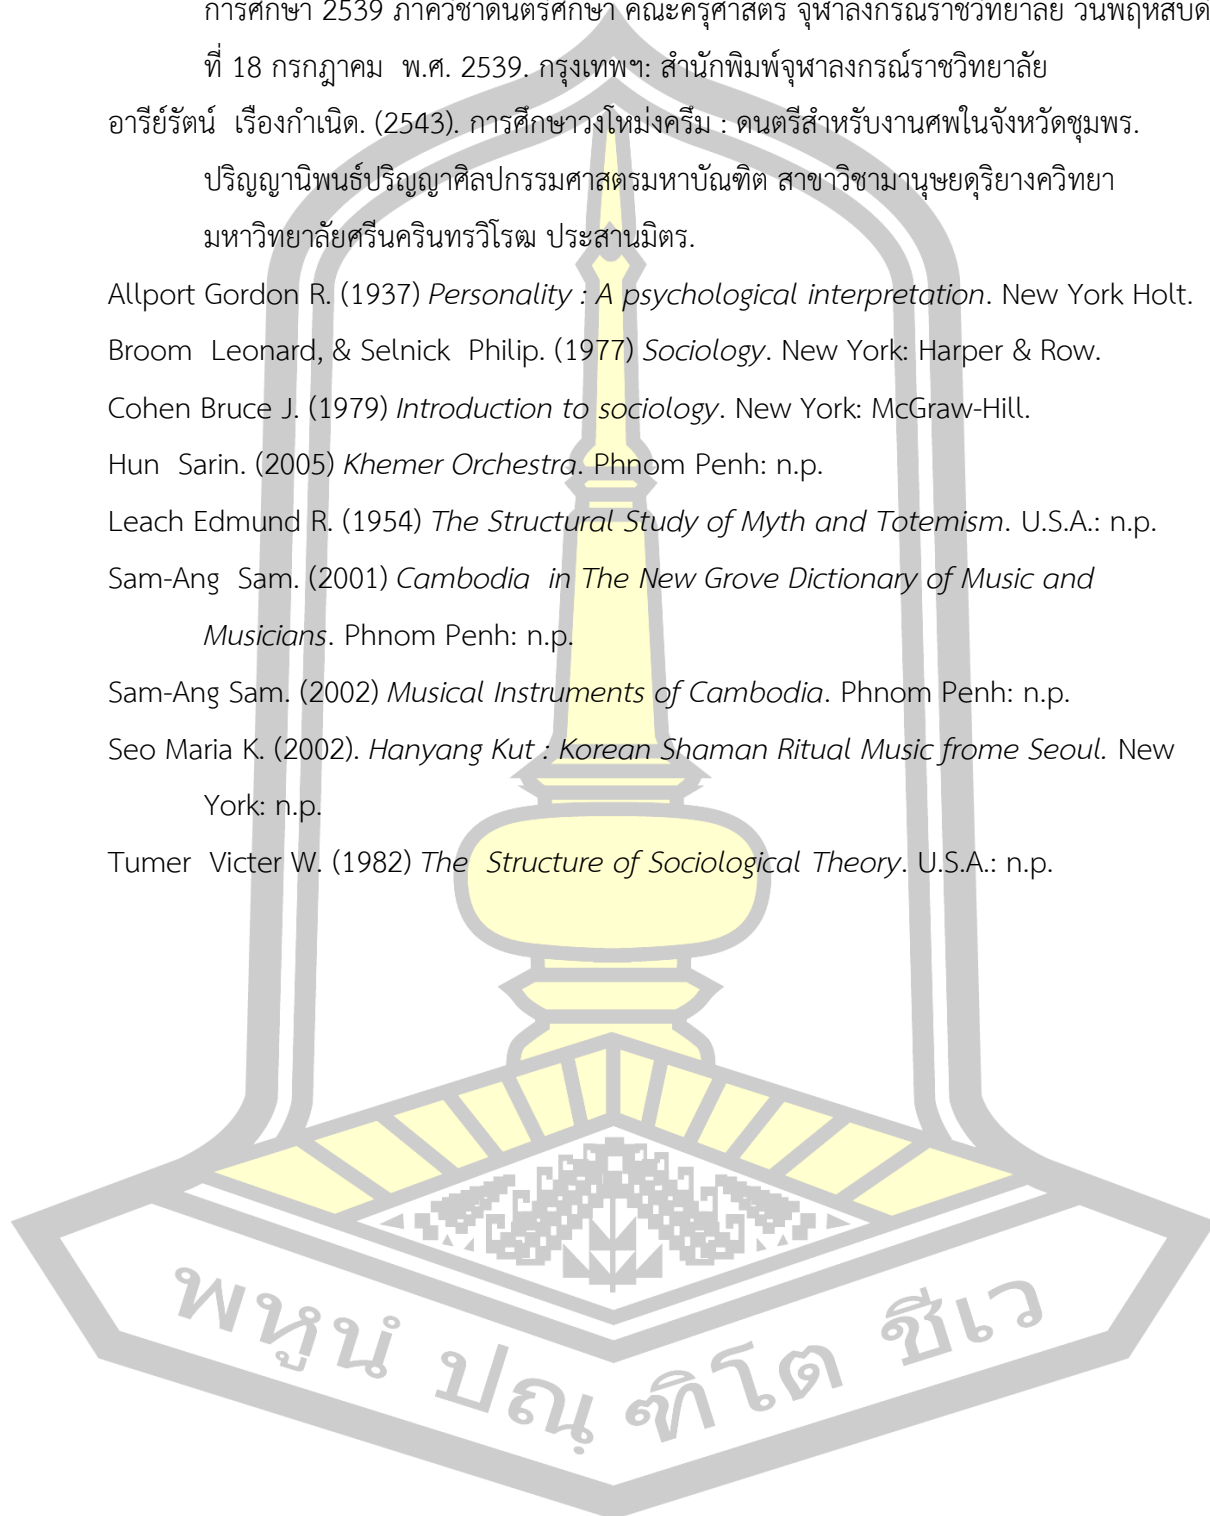 การศึกษา 2539 ภาควิชาดนตรีศึกษา คณะครุศาสตร์ จุฬาลงกรณ์ราชวิทยาลัย วันพฤหัสบดี
ที่ 18 กรกฎาคม พ.ศ. 2539. กรุงเทพฯ: สำนักพิมพ์จุฬาลงกรณ์ราชวิทยาลัย
อารีย์รัตน์ เรืองกำเนิด. (2543). การศึกษาวงโหม่งครึม : ดนตรีสำหรับงานศพในจังหวัดชุมพร.
ปริญญานิพนธ์ปริญญาศิลปกรรมศาสตรมหาบัณฑิต สาขาวิชามานุษยดุริยางควิทยา
มหาวิทยาลัยศรีนครินทรวิโรฒ ประสานมิตร.
Allport Gordon R. (1937) Personality : A psychological interpretation. New York Holt.
Broom Leonard, & Selnick Philip. (1977) Sociology. New York: Harper & Row.
Cohen Bruce J. (1979) Introduction to sociology. New York: McGraw-Hill.
Hun Sarin. (2005) Khemer Orchestra. Phnom Penh: n.p.
Leach Edmund R. (1954) The Structural Study of Myth and Totemism. U.S.A.: n.p.
Sam-Ang Sam. (2001) Cambodia in The New Grove Dictionary of Music and
Musicians. Phnom Penh: n.p.
Sam-Ang Sam. (2002) Musical Instruments of Cambodia. Phnom Penh: n.p.
Seo Maria K. (2002). Hanyang Kut : Korean Shaman Ritual Music frome Seoul. New
York: n.p.
Tumer Victer W. (1982) The Structure of Sociological Theory. U.S.A.: n.p.
พหูนํ ปณฺฑิโต ชีเว